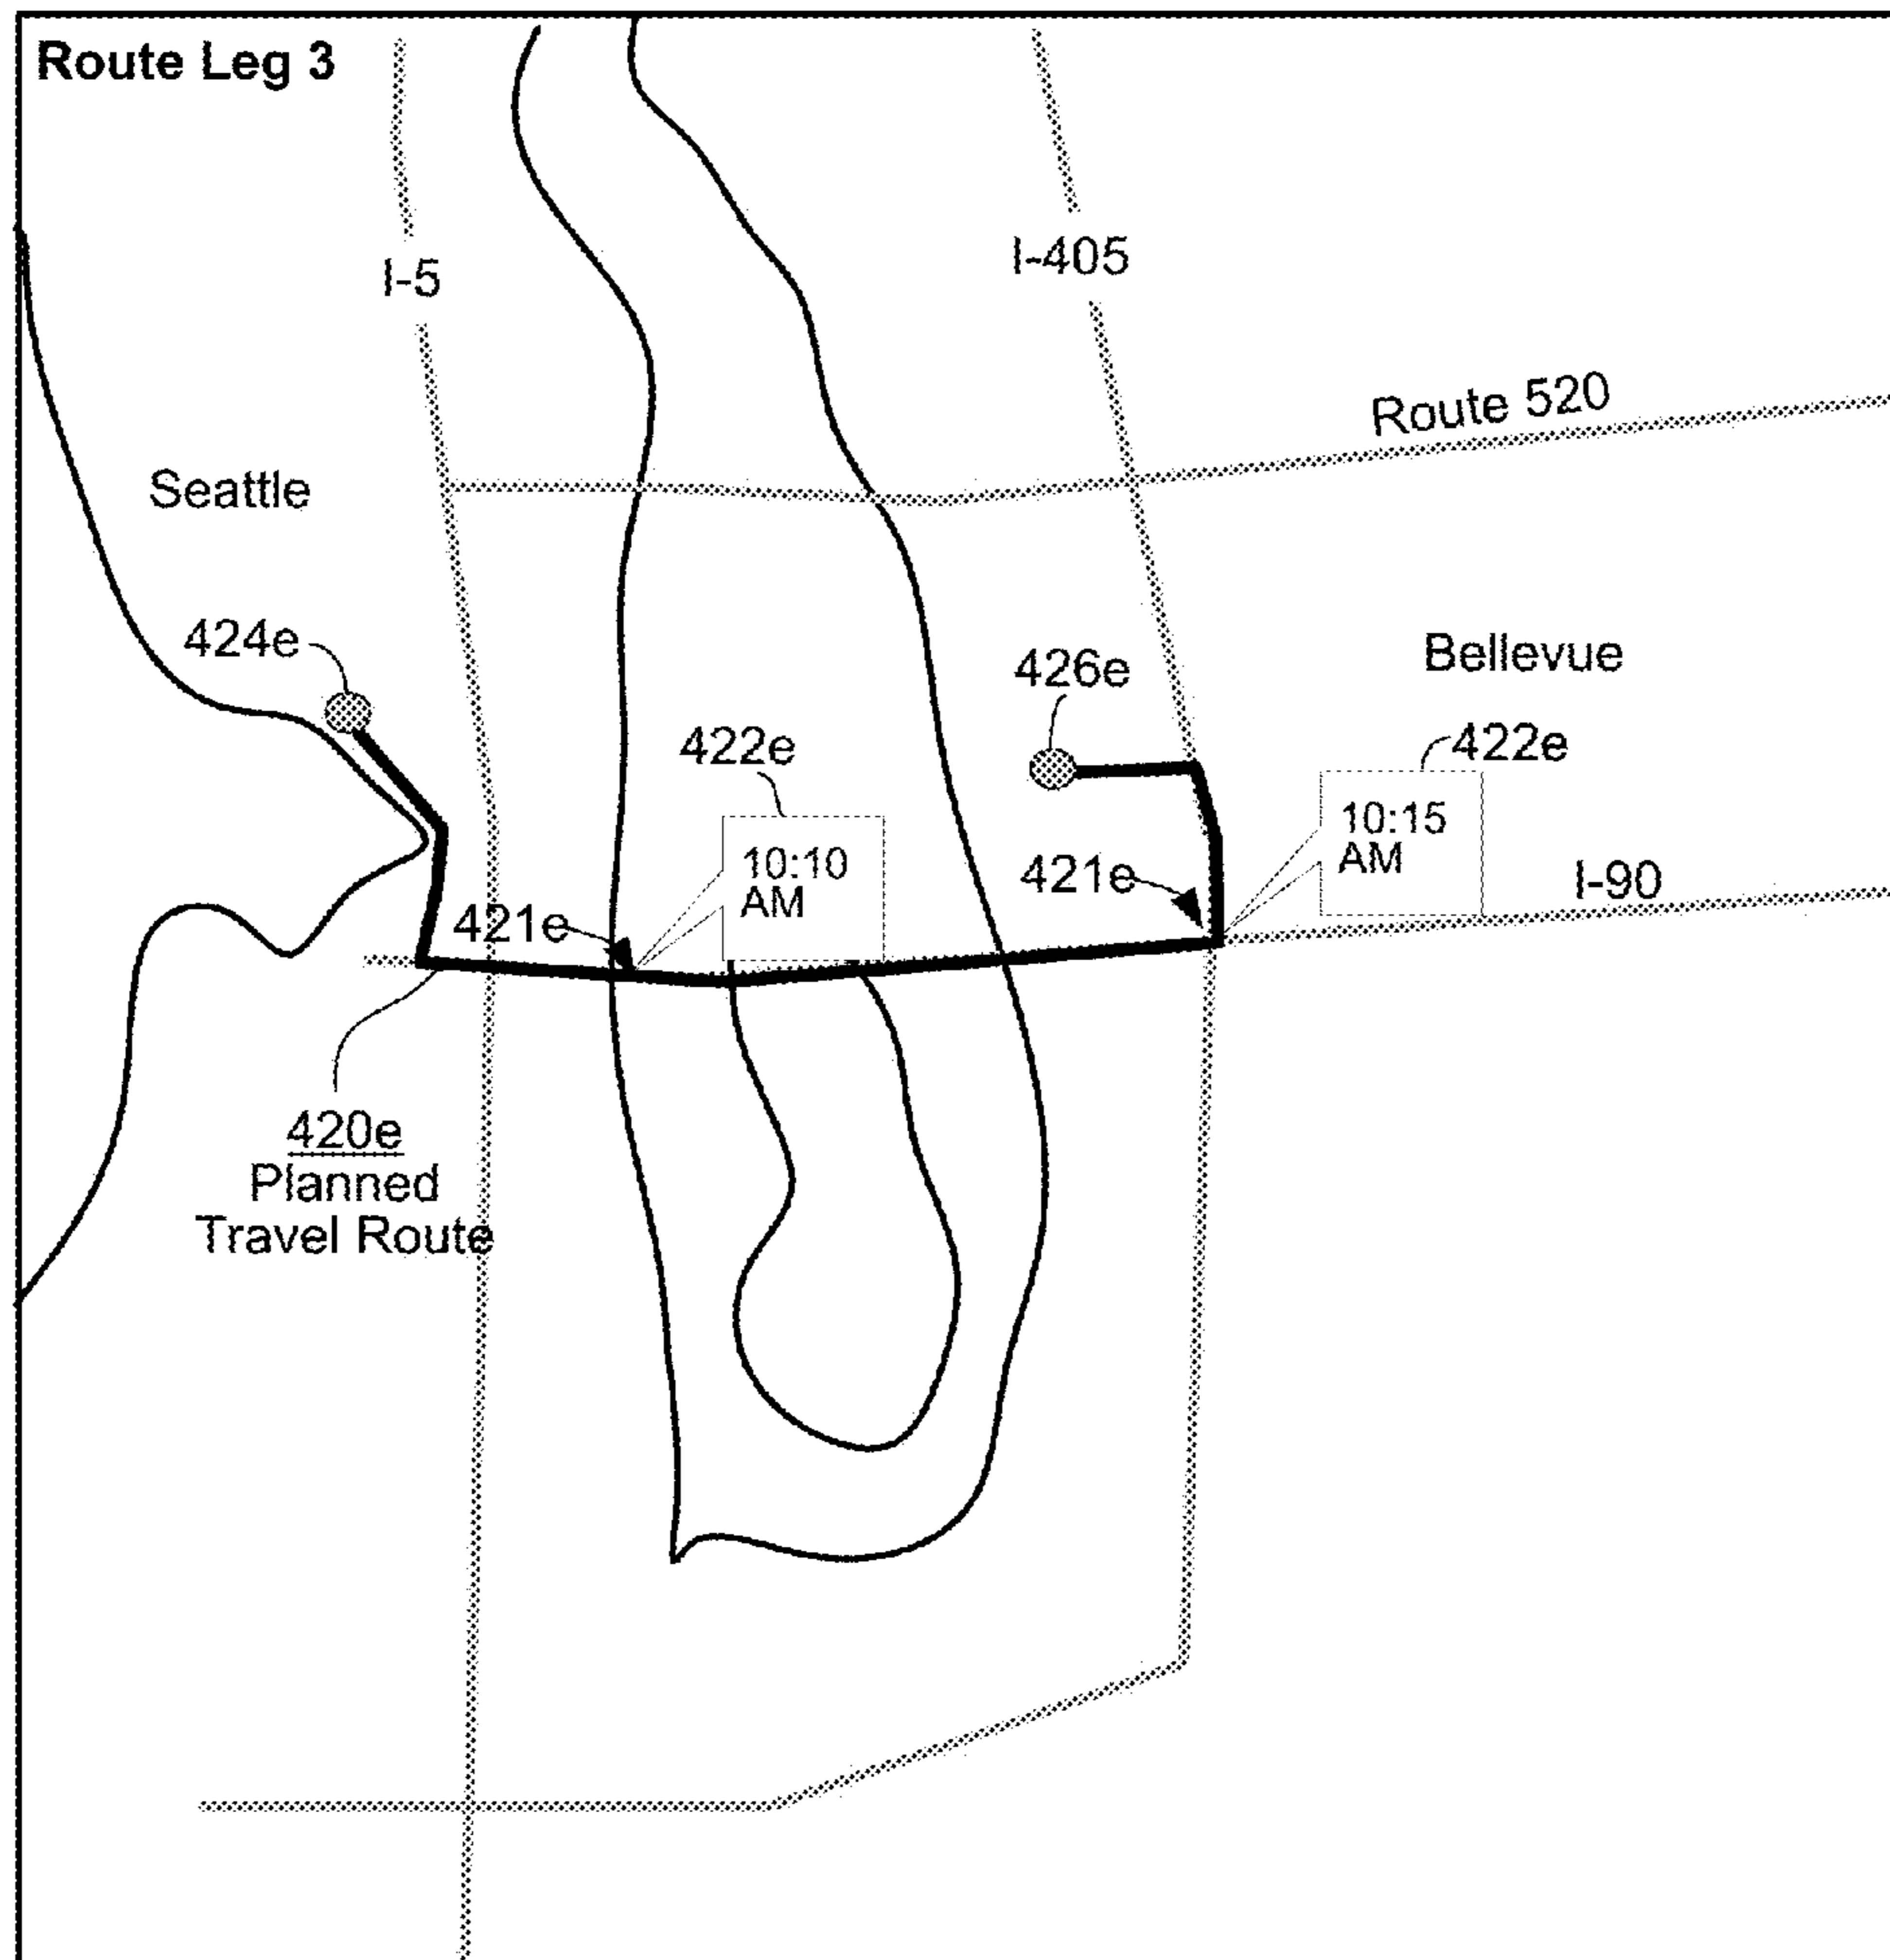 Route Leg 3
I-5
I-405
Route 520
Seattle
424e
426e
Bellevue
422e
422e
10:15
AM
10:10
AM
421e
I-90
421e
420e
Planned
Travel Route